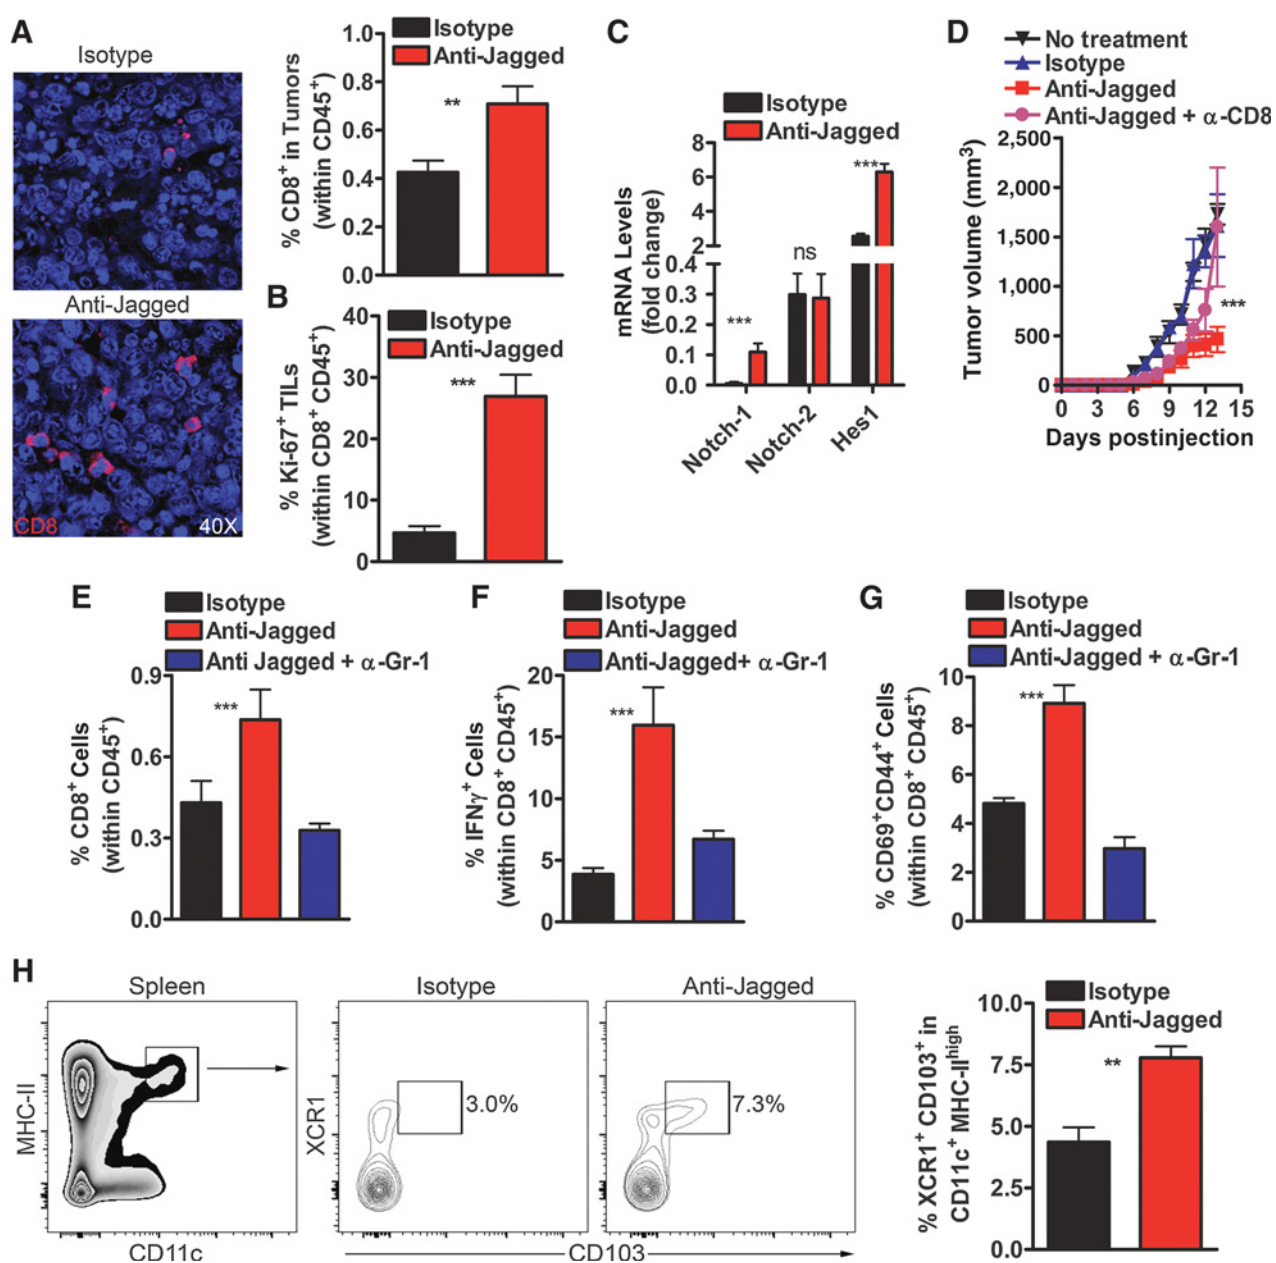 A
Isotype
Anti-Jagged
CD8
40X
Isotype
Anti-Jagged
% CD8⁺ in Tumors
(within CD45⁺)
1.0
0.8
0.6
0.4
0.2
0.0
**
B
Isotype
Anti-Jagged
% Ki-67⁺ TILs
(within CD8⁺ CD45⁺)
40
30
20
10
0
***
C
Isotype
Anti-Jagged
mRNA Levels
(fold change)
8
6
4
2
0.4
0.3
0.2
0.1
0.0
***
ns
***
Notch-1
Notch-2
Hes1
D
No treatment
Isotype
Anti-Jagged
Anti-Jagged + α-CD8
Tumor volume (mm³)
2,500
2,000
1,500
1,000
500
0
***
0 3 6 9 12 15
Days postinjection
E
Isotype
Anti-Jagged
Anti Jagged + α-Gr-1
% CD8⁺ Cells
(within CD45⁺)
0.9
0.6
0.3
0.0
***
F
Isotype
Anti-Jagged
Anti-Jagged+ α-Gr-1
% IFNγ⁺ Cells
(within CD8⁺ CD45⁺)
20
15
10
5
0
***
G
Isotype
Anti-Jagged
Anti-Jagged + α-Gr-1
% CD69⁺CD44⁺ Cells
(within CD8⁺ CD45⁺)
10
8
6
4
2
0
***
H
Spleen
MHC-II
CD11c
Isotype
XCR1
3.0%
Anti-Jagged
7.3%
CD103
Isotype
Anti-Jagged
% XCR1⁺ CD103⁺ in
CD11c⁺ MHC-IIʰⁱᵍʰ
10.0
7.5
5.0
2.5
0.0
**